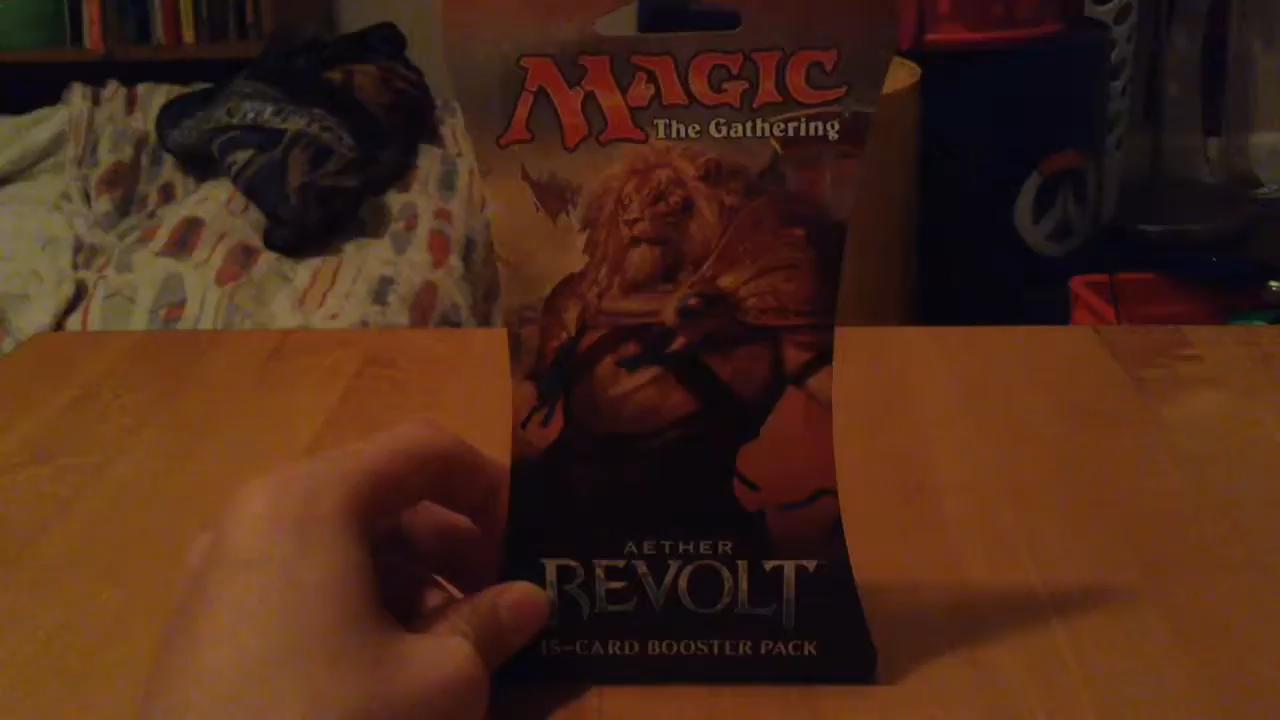 MAGIC
The Gathering
AETHER
REVOLT
15-CARD BOOSTER PACK